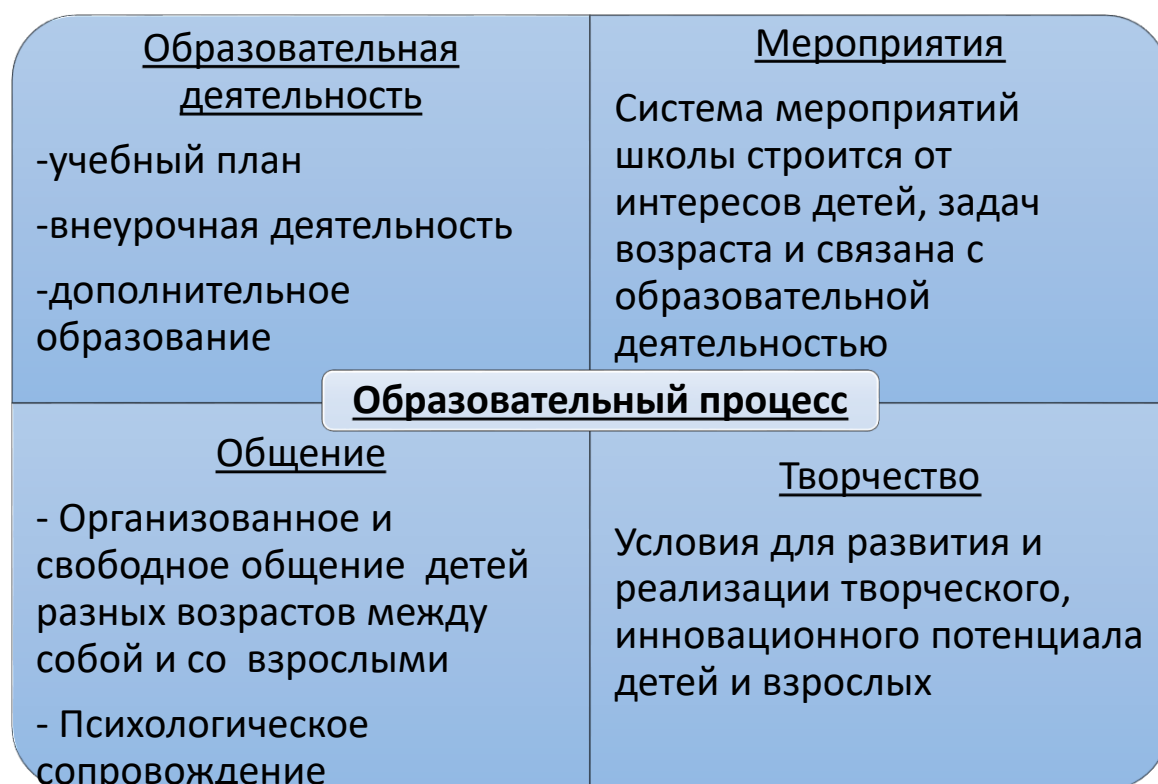 Образовательная
деятельность
-учебный план
-внеурочная деятельность
-дополнительное
образование
Мероприятия
Система мероприятий
школы строится от
интересов детей, задач
возраста и связана с
образовательной
деятельностью
Образовательный процесс
Общение
- Организованное и
свободное общение  детей
разных возрастов между
собой и со  взрослыми
- Психологическое
сопровождение
Творчество
Условия для развития и
реализации творческого,
инновационного потенциала
детей и взрослых